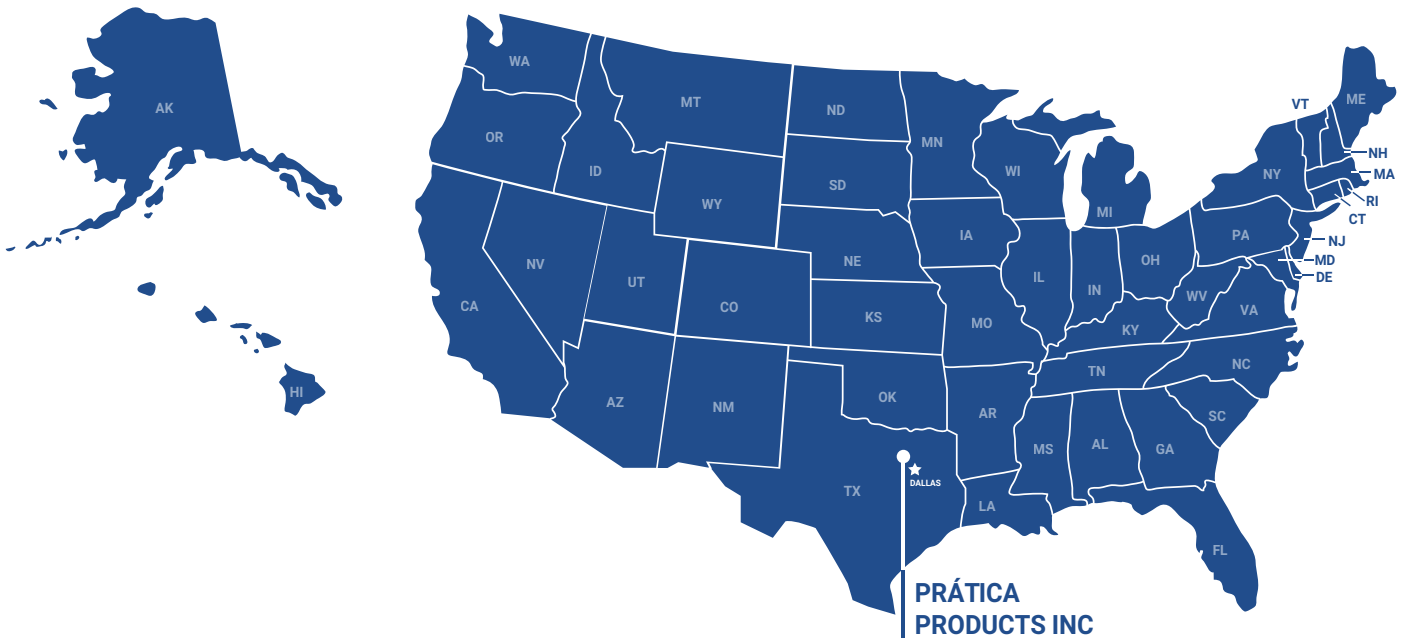 WA
MT
ND
MN
VT
ME
AK
OR
ID
SD
WI
NH
NY
MA
WY
MI
RI
CT
IA
PA
NJ
NV
NE
OH
MD
UT
IL
IN
DE
CA
CO
KS
MO
WV
VA
KY
HI
AZ
NM
OK
AR
TN
NC
SC
MS
AL
GA
TX
DALLAS
LA
FL
PRÁTICA
PRODUCTS INC